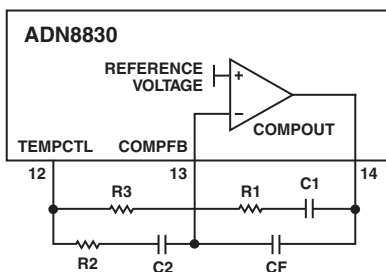 ADN8830
REFERENCE
VOLTAGE
+
−
COMPOUT
TEMPCTL COMPFB
12 13 14
R3 R1 C1
R2 C2 CF